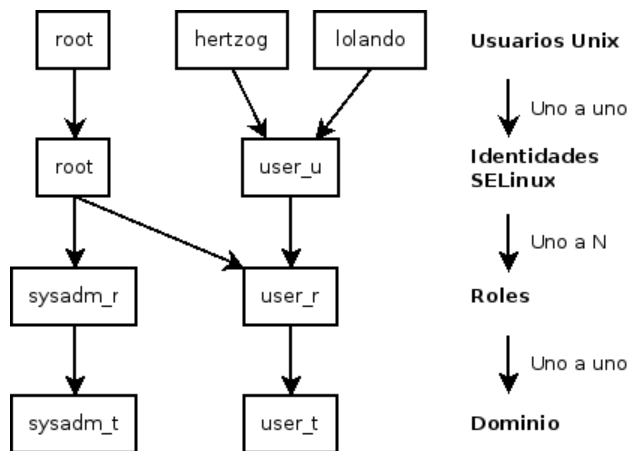 root
hertzog
lolando
Usuarios Unix
Uno a uno
root
user_u
Identidades
SELinux
Uno a N
sysadm_r
user_r
Roles
Uno a uno
sysadm_t
user_t
Dominio